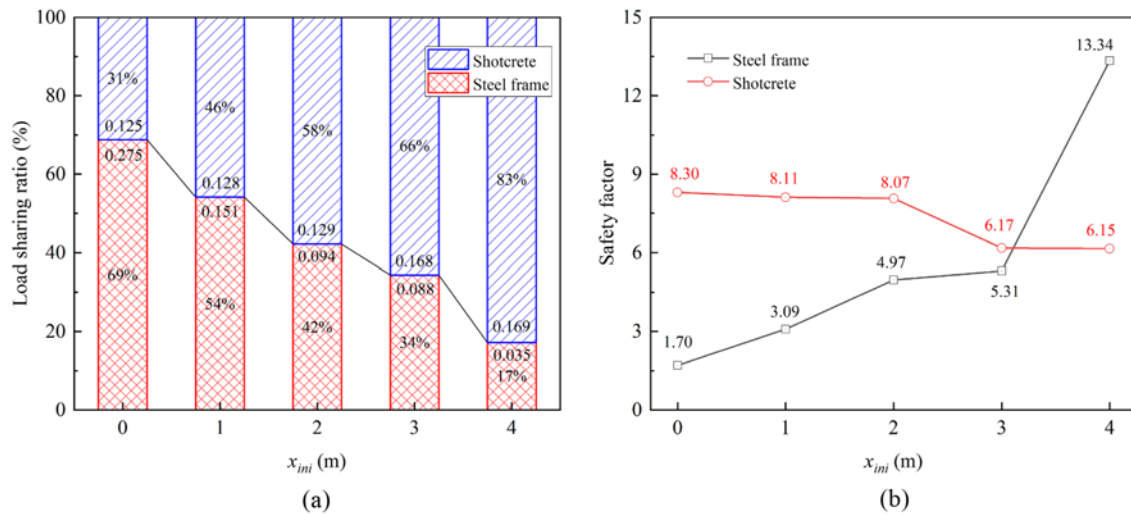 100
80
60
40
20
0
Load sharing ratio (%)
Shotcrete
Steel frame
31%
0.125
0.275
69%
46%
0.128
0.151
54%
58%
0.129
0.094
42%
66%
0.168
0.088
34%
83%
0.169
0.035
17%
0 1 2 3 4
x_ini (m)
(a)
15
12
9
6
3
0
Safety factor
Steel frame
Shotcrete
13.34
8.30 8.11 8.07 6.17 6.15
1.70 3.09 4.97 5.31
0 1 2 3 4
x_ini (m)
(b)